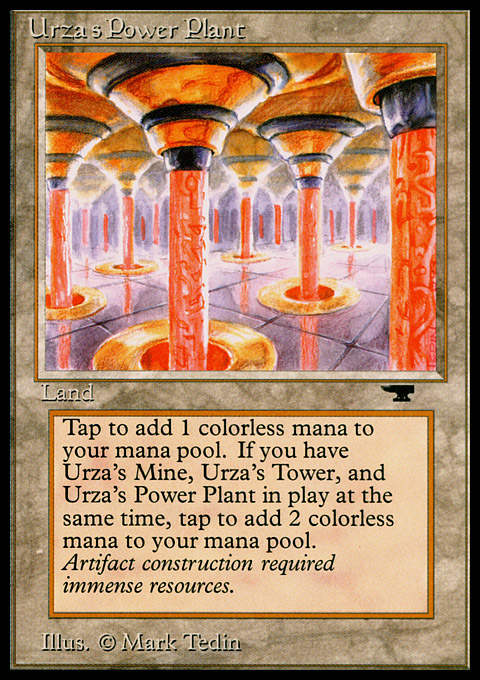 Urza's Power Plant
Land
Tap to add 1 colorless mana to
your mana pool. If you have
Urza's Mine, Urza's Tower, and
Urza's Power Plant in play at the
same time, tap to add 2 colorless
mana to your mana pool.
Artifact construction required
immense resources.
Illus. © Mark Tedin